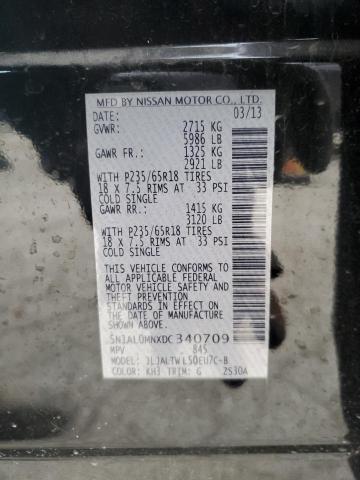 MFD BY NISSAN MOTOR CO., LTD.
DATE: 03/13
GVWR: 2715 KG
5986 LB
GAWR FR.: 1325 KG
2921 LB
WITH P235/65R18 TIRES
18 X 7.5 RIMS AT 33 PSI
COLD SINGLE
GAWR RR.: 1415 KG
3120 LB
WITH P235/65R18 TIRES
18 X 7.5 RIMS AT 33 PSI
COLD SINGLE
THIS VEHICLE CONFORMS TO
ALL APPLICABLE FEDERAL
MOTOR VEHICLE SAFETY
AND THEFT PREVENTION
STANDARDS IN EFFECT ON THE
DATE OF MANUFACTURE SHOWN
ABOVE.
5N1AL0MNXDC340709
MPV 845
MODEL: JLJALTWL50EU7C-B
COLOR: KH3 TRIM: G 2S30A